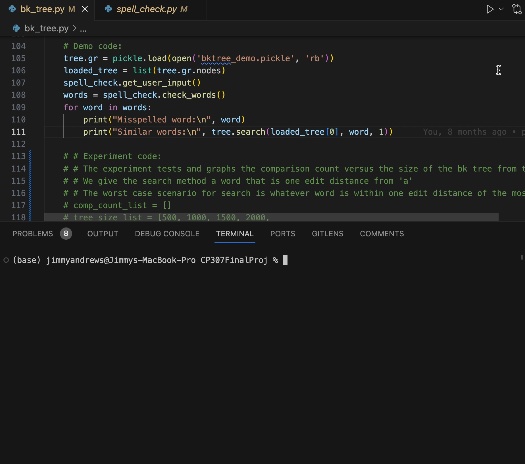 bk_tree.py M
spell_check.py M
bk_tree.py > ...
104 # Demo code:
105 tree.gr = pickle.load(open('bktree_demo.pickle', 'rb'))
106 loaded_tree = list(tree.gr.nodes)
107 spell_check.get_user_input()
108 words = spell_check.check_words()
109 for word in words:
110 print("Misspelled word:\n", word)
111 print("Similar words:\n", tree.search(loaded_tree[0], word, 1)) You, 8 months ago •
112
113 # # Experiment code:
114 # # The experiment tests and graphs the comparison count versus the size of the bk tree from
115 # # We give the search method a word that is one edit distance from 'a'
116 # # The worst case scenario for search is whatever word is within one edit distance of the
117 # comp_count_list = []
118 # tree_size_list = [500, 1000, 1500, 2000,
PROBLEMS 8 OUTPUT DEBUG CONSOLE TERMINAL PORTS GITLENS COMMENTS
(base) jimmyandrews@Jimmys-MacBook-Pro CP307FinalProj %